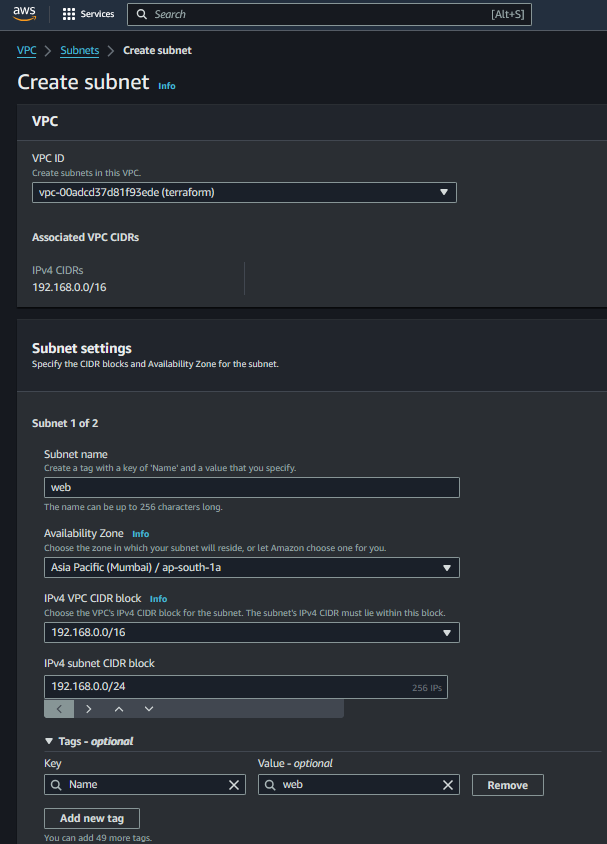 aws Services Search [Alt+S]
VPC Subnets Create subnet
Create subnet Info
VPC
VPC ID
Create subnets in this VPC.
vpc-00adcd37d81f93ede (terraform)
Associated VPC CIDRs
IPv4 CIDRs
192.168.0.0/16
Subnet settings
Specify the CIDR blocks and Availability Zone for the subnet.
Subnet 1 of 2
Subnet name
Create a tag with a key of 'Name' and a value that you specify.
web
The name can be up to 256 characters long.
Availability Zone Info
Choose the zone in which your subnet will reside, or let Amazon choose one for you.
Asia Pacific (Mumbai) / ap-south-1a
IPv4 VPC CIDR block Info
Choose the VPC's IPv4 CIDR block for the subnet. The subnet's IPv4 CIDR must lie within this block.
192.168.0.0/16
IPv4 subnet CIDR block
192.168.0.0/24 256 IPs
Tags - optional
Key Value - optional
Name web Remove
Add new tag
You can add 49 more tags.